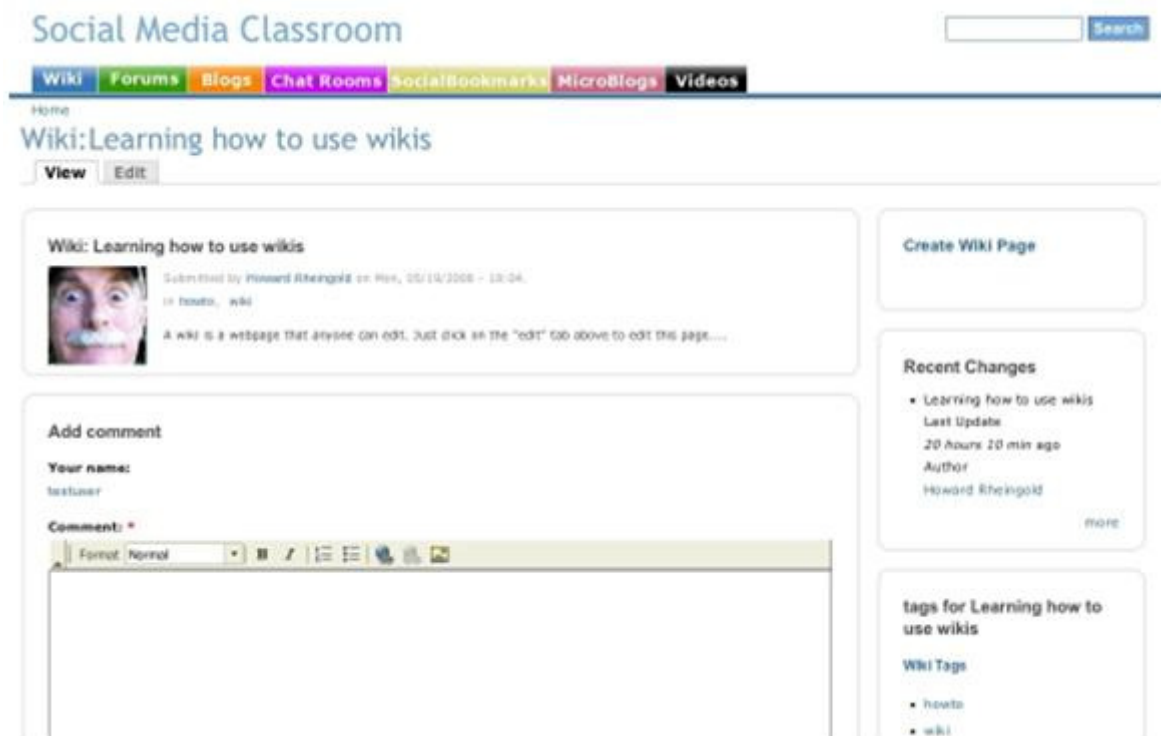 Social Media Classroom
Search
Wiki Forums Blogs Chat Rooms SocialBookmarks MicroBlogs Videos
Home
Wiki:Learning how to use wikis
View Edit
Wiki: Learning how to use wikis
Submitted by Howard Rheingold on Mon, 05/19/2008 -
in howto, wiki
A wiki is a webpage that anyone can edit. Just click on the "edit" tab above to edit this page....
Add comment
Your name:
testuser
Comment: *
Format Normal B I
Create Wiki Page
Recent Changes
• Learning how to use wikis
Last Update
20 hours 10 min ago
Author
Howard Rheingold
more
tags for Learning how to
use wikis
Wiki Tags
• howto
• wiki